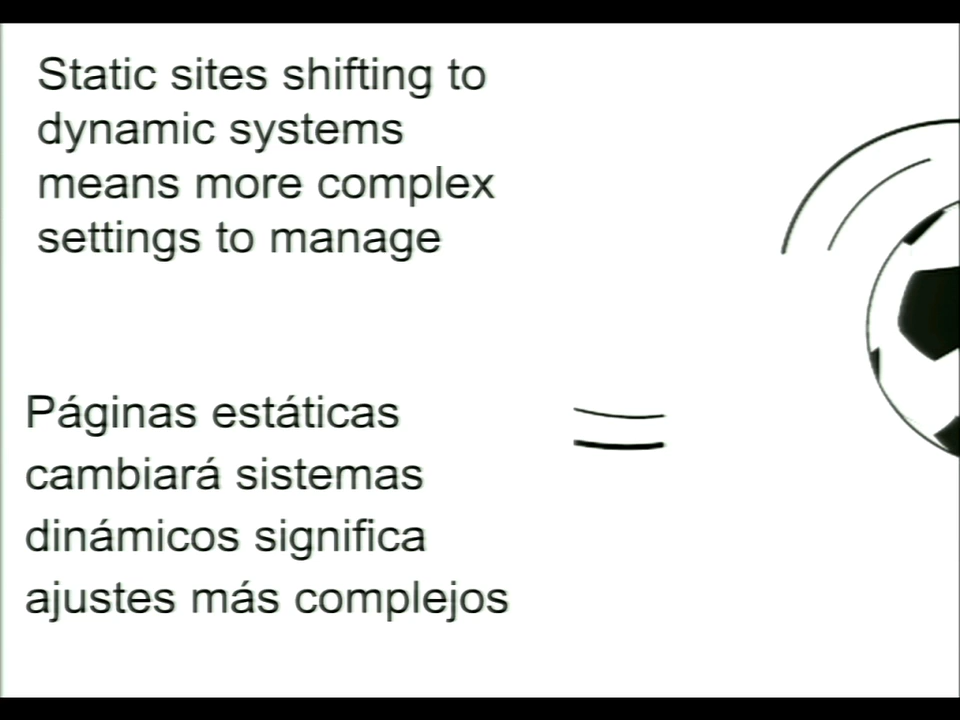 Static sites shifting to
dynamic systems
means more complex
settings to manage
Páginas estáticas
cambiará sistemas
dinámicos significa
ajustes más complejos